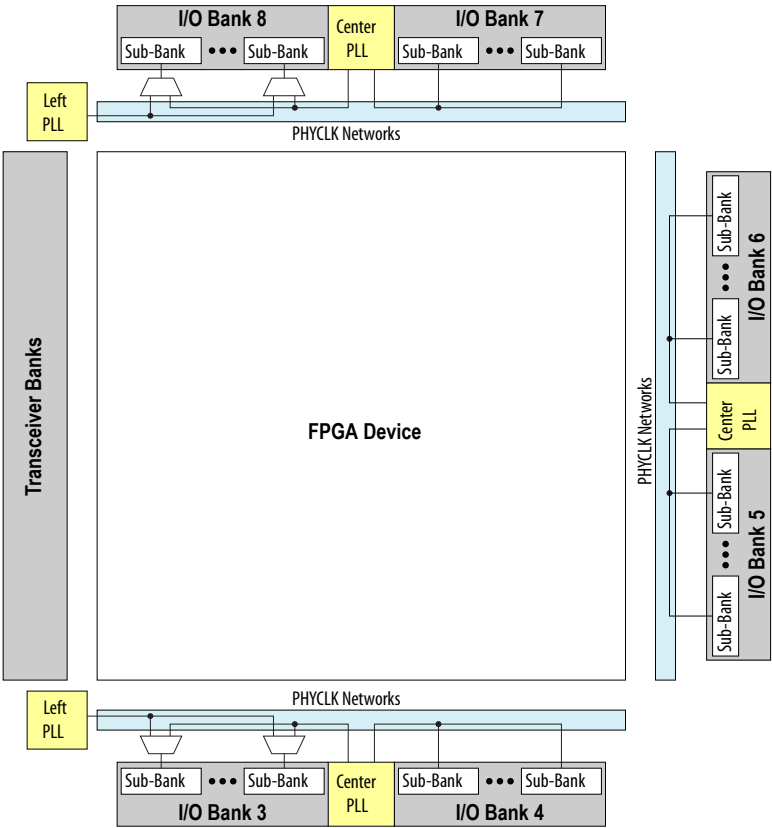 I/O Bank 8
Center
PLL
I/O Bank 7
Sub-Bank
Sub-Bank
Sub-Bank
Sub-Bank
Left
PLL
PHYCLK Networks
Transceiver Banks
FPGA Device
PHYCLK Networks
Sub-Bank
Sub-Bank
I/O Bank 6
Center
PLL
Sub-Bank
Sub-Bank
I/O Bank 5
Left
PLL
PHYCLK Networks
Sub-Bank
Sub-Bank
Center
PLL
Sub-Bank
Sub-Bank
I/O Bank 3
I/O Bank 4